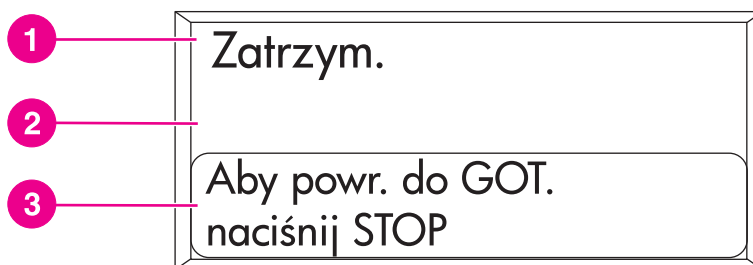 1
Zatrzym.
2
3
Aby powr. do GOT.
naciśnij STOP